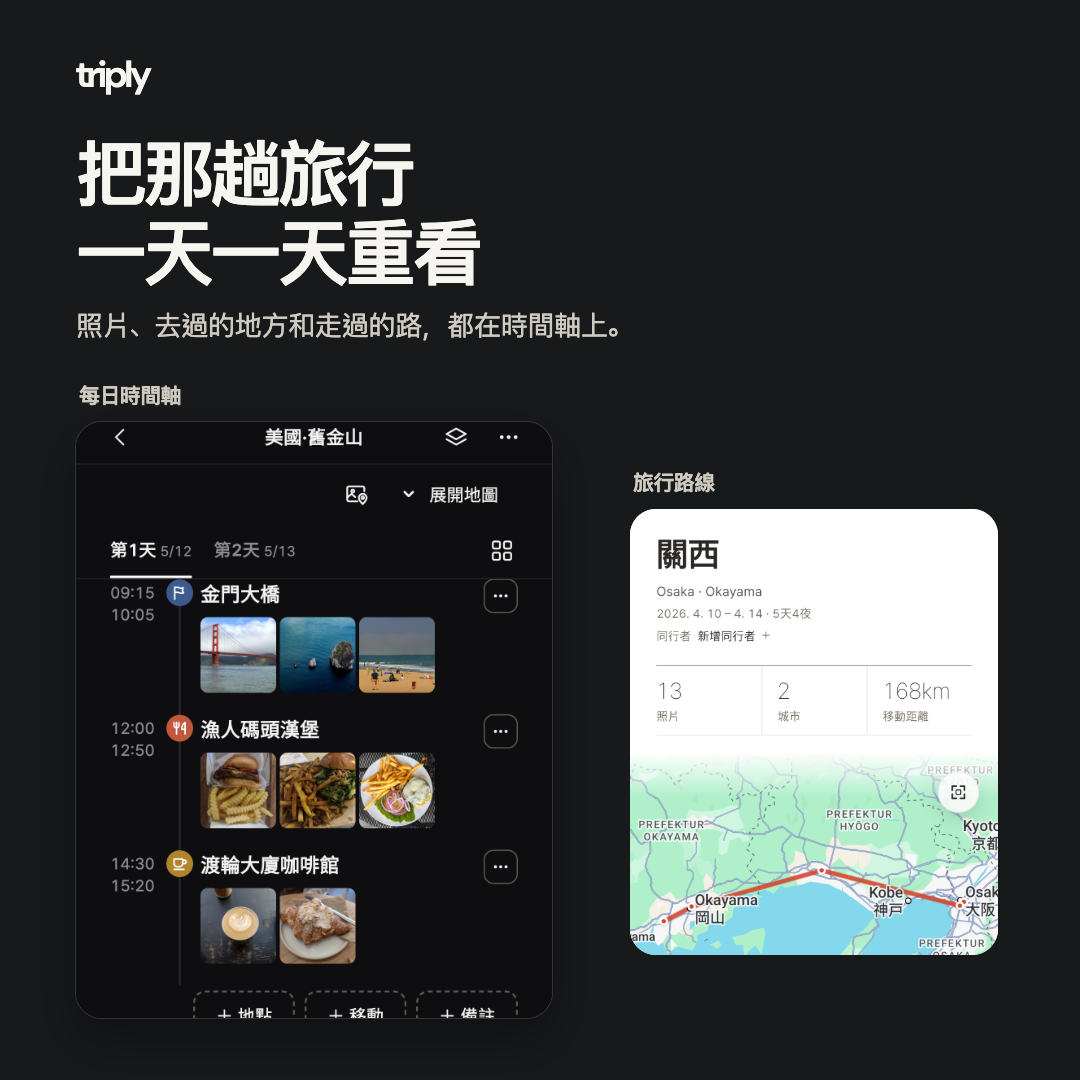 triply
把那趟旅行
一天一天重看
照片、去過的地方和走過的路，都在時間軸上。
每日時間軸
美國·舊金山
展開地圖
第1天 5/12 第2天 5/13
09:15
10:05
金門大橋
12:00
12:50
漁人碼頭漢堡
14:30
15:20
渡輪大廈咖啡館
+ 地點 + 移動 + 備註
旅行路線
關西
Osaka · Okayama
2026. 4. 10 – 4. 14 · 5天4夜
同行者 新增同行者 +
13 2 168km
照片 城市 移動距離
PREFEKTUR
PREFEKTUR
HYŌGO
PREFEKTUR
OKAYAMA
Kyoto
京都
Kobe
神戸
Osak
大阪
Okayama
岡山
ama
PREFEKTUR
OSAKA